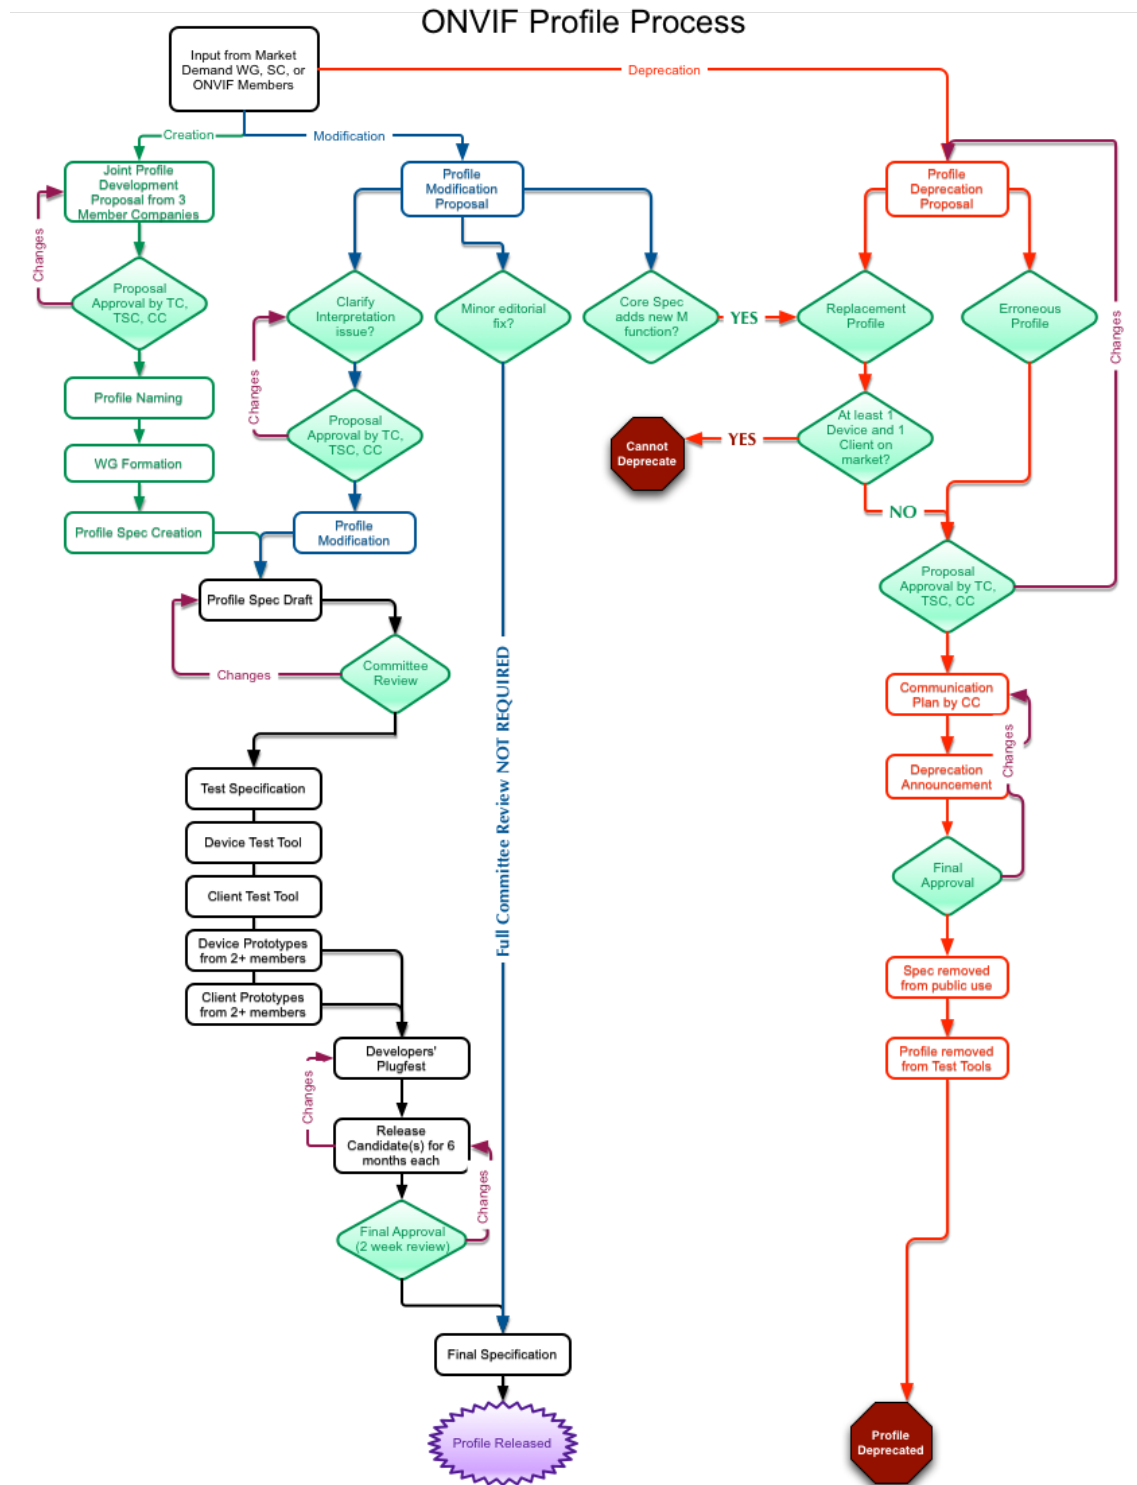 ONVIF Profile Process
Input from Market
Demand WG, SC, or
ONVIF Members
Deprecation
Creation
Modification
Joint Profile
Development
Proposal from 3
Member Companies
Profile
Modification
Proposal
Profile
Deprecation
Proposal
Changes
Proposal
Approval by TC,
TSC, CC
Clarify
Interpretation
issue?
Minor editorial
fix?
Core Spec
adds new M
function?
YES
Replacement
Profile
Erroneous
Profile
Changes
Profile Naming
Changes
Proposal
Approval by TC,
TSC, CC
At least 1
Device and 1
Client on
market?
YES
Cannot
Deprecate
WG Formation
NO
Profile Spec Creation
Profile
Modification
Proposal
Approval by TC,
TSC, CC
Profile Spec Draft
Changes
Committee
Review
Full Committee Review NOT REQUIRED
Communication
Plan by CC
Changes
Deprecation
Announcement
Test Specification
Device Test Tool
Client Test Tool
Final
Approval
Device Prototypes
from 2+ members
Client Prototypes
from 2+ members
Spec removed
from public use
Developers'
Plugfest
Profile removed
from Test Tools
Changes
Release
Candidate(s) for 6
months each
Changes
Final Approval
(2 week review)
Final Specification
Profile Released
Profile
Deprecated